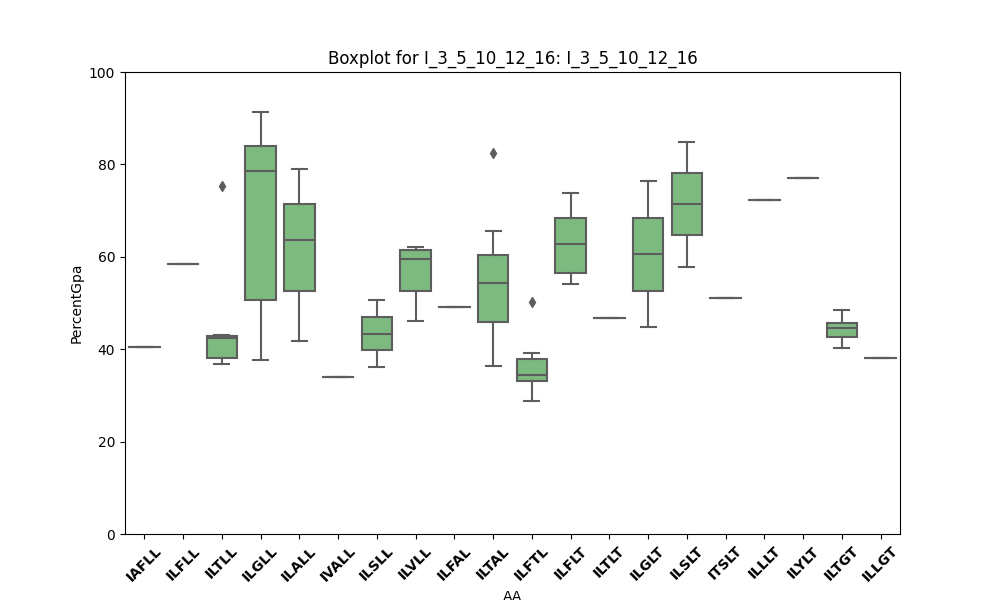 Boxplot for I_3_5_10_12_16: I_3_5_10_12_16
100
80
60
40
20
0
PercentGpa
IAFLL
ILFLL
ILTLL
ILGLL
ILALL
IVALL
ILSLL
ILVLL
ILFAL
ILTAL
ILFTL
ILFLT
ILTLT
ILGLT
ILSLT
ITSLT
ILLLT
ILYLT
ILTGT
ILLGT
AA